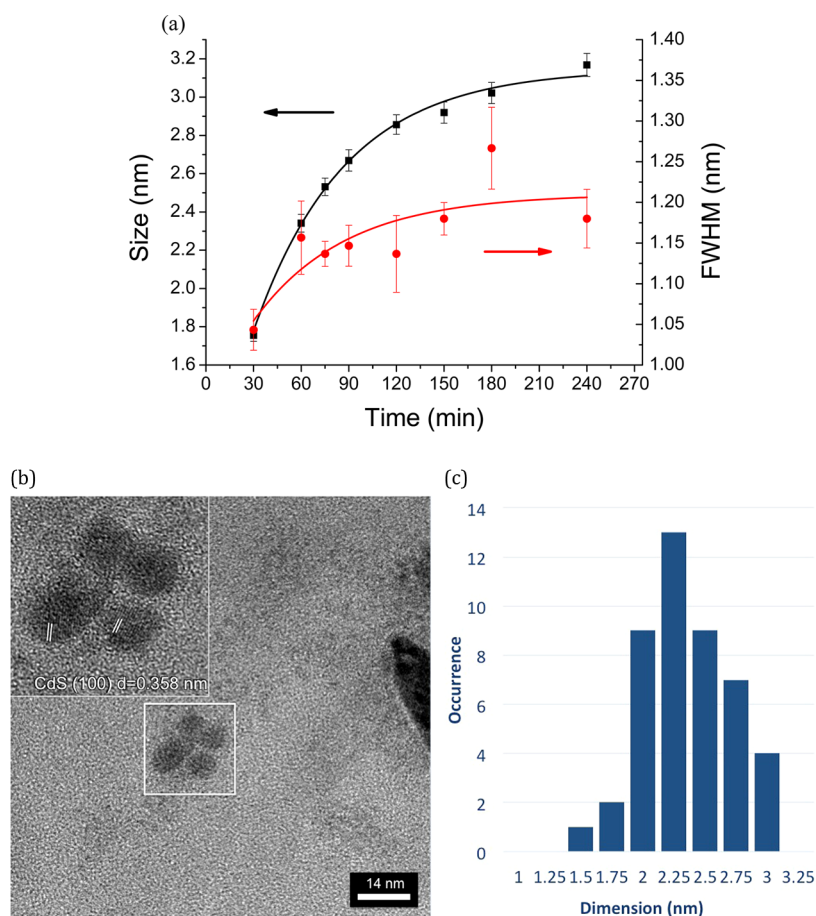 (a)
3.2
3.0
2.8
2.6
2.4
2.2
2.0
1.8
1.6
Size (nm)
1.40
1.35
1.30
1.25
1.20
1.15
1.10
1.05
1.00
FWHM (nm)
0 30 60 90 120 150 180 210 240 270
Time (min)
(b)
CdS (100) d=0.358 nm
14 nm
(c)
14
12
10
8
6
4
2
0
Occurrence
1 1.25 1.5 1.75 2 2.25 2.5 2.75 3 3.25
Dimension (nm)